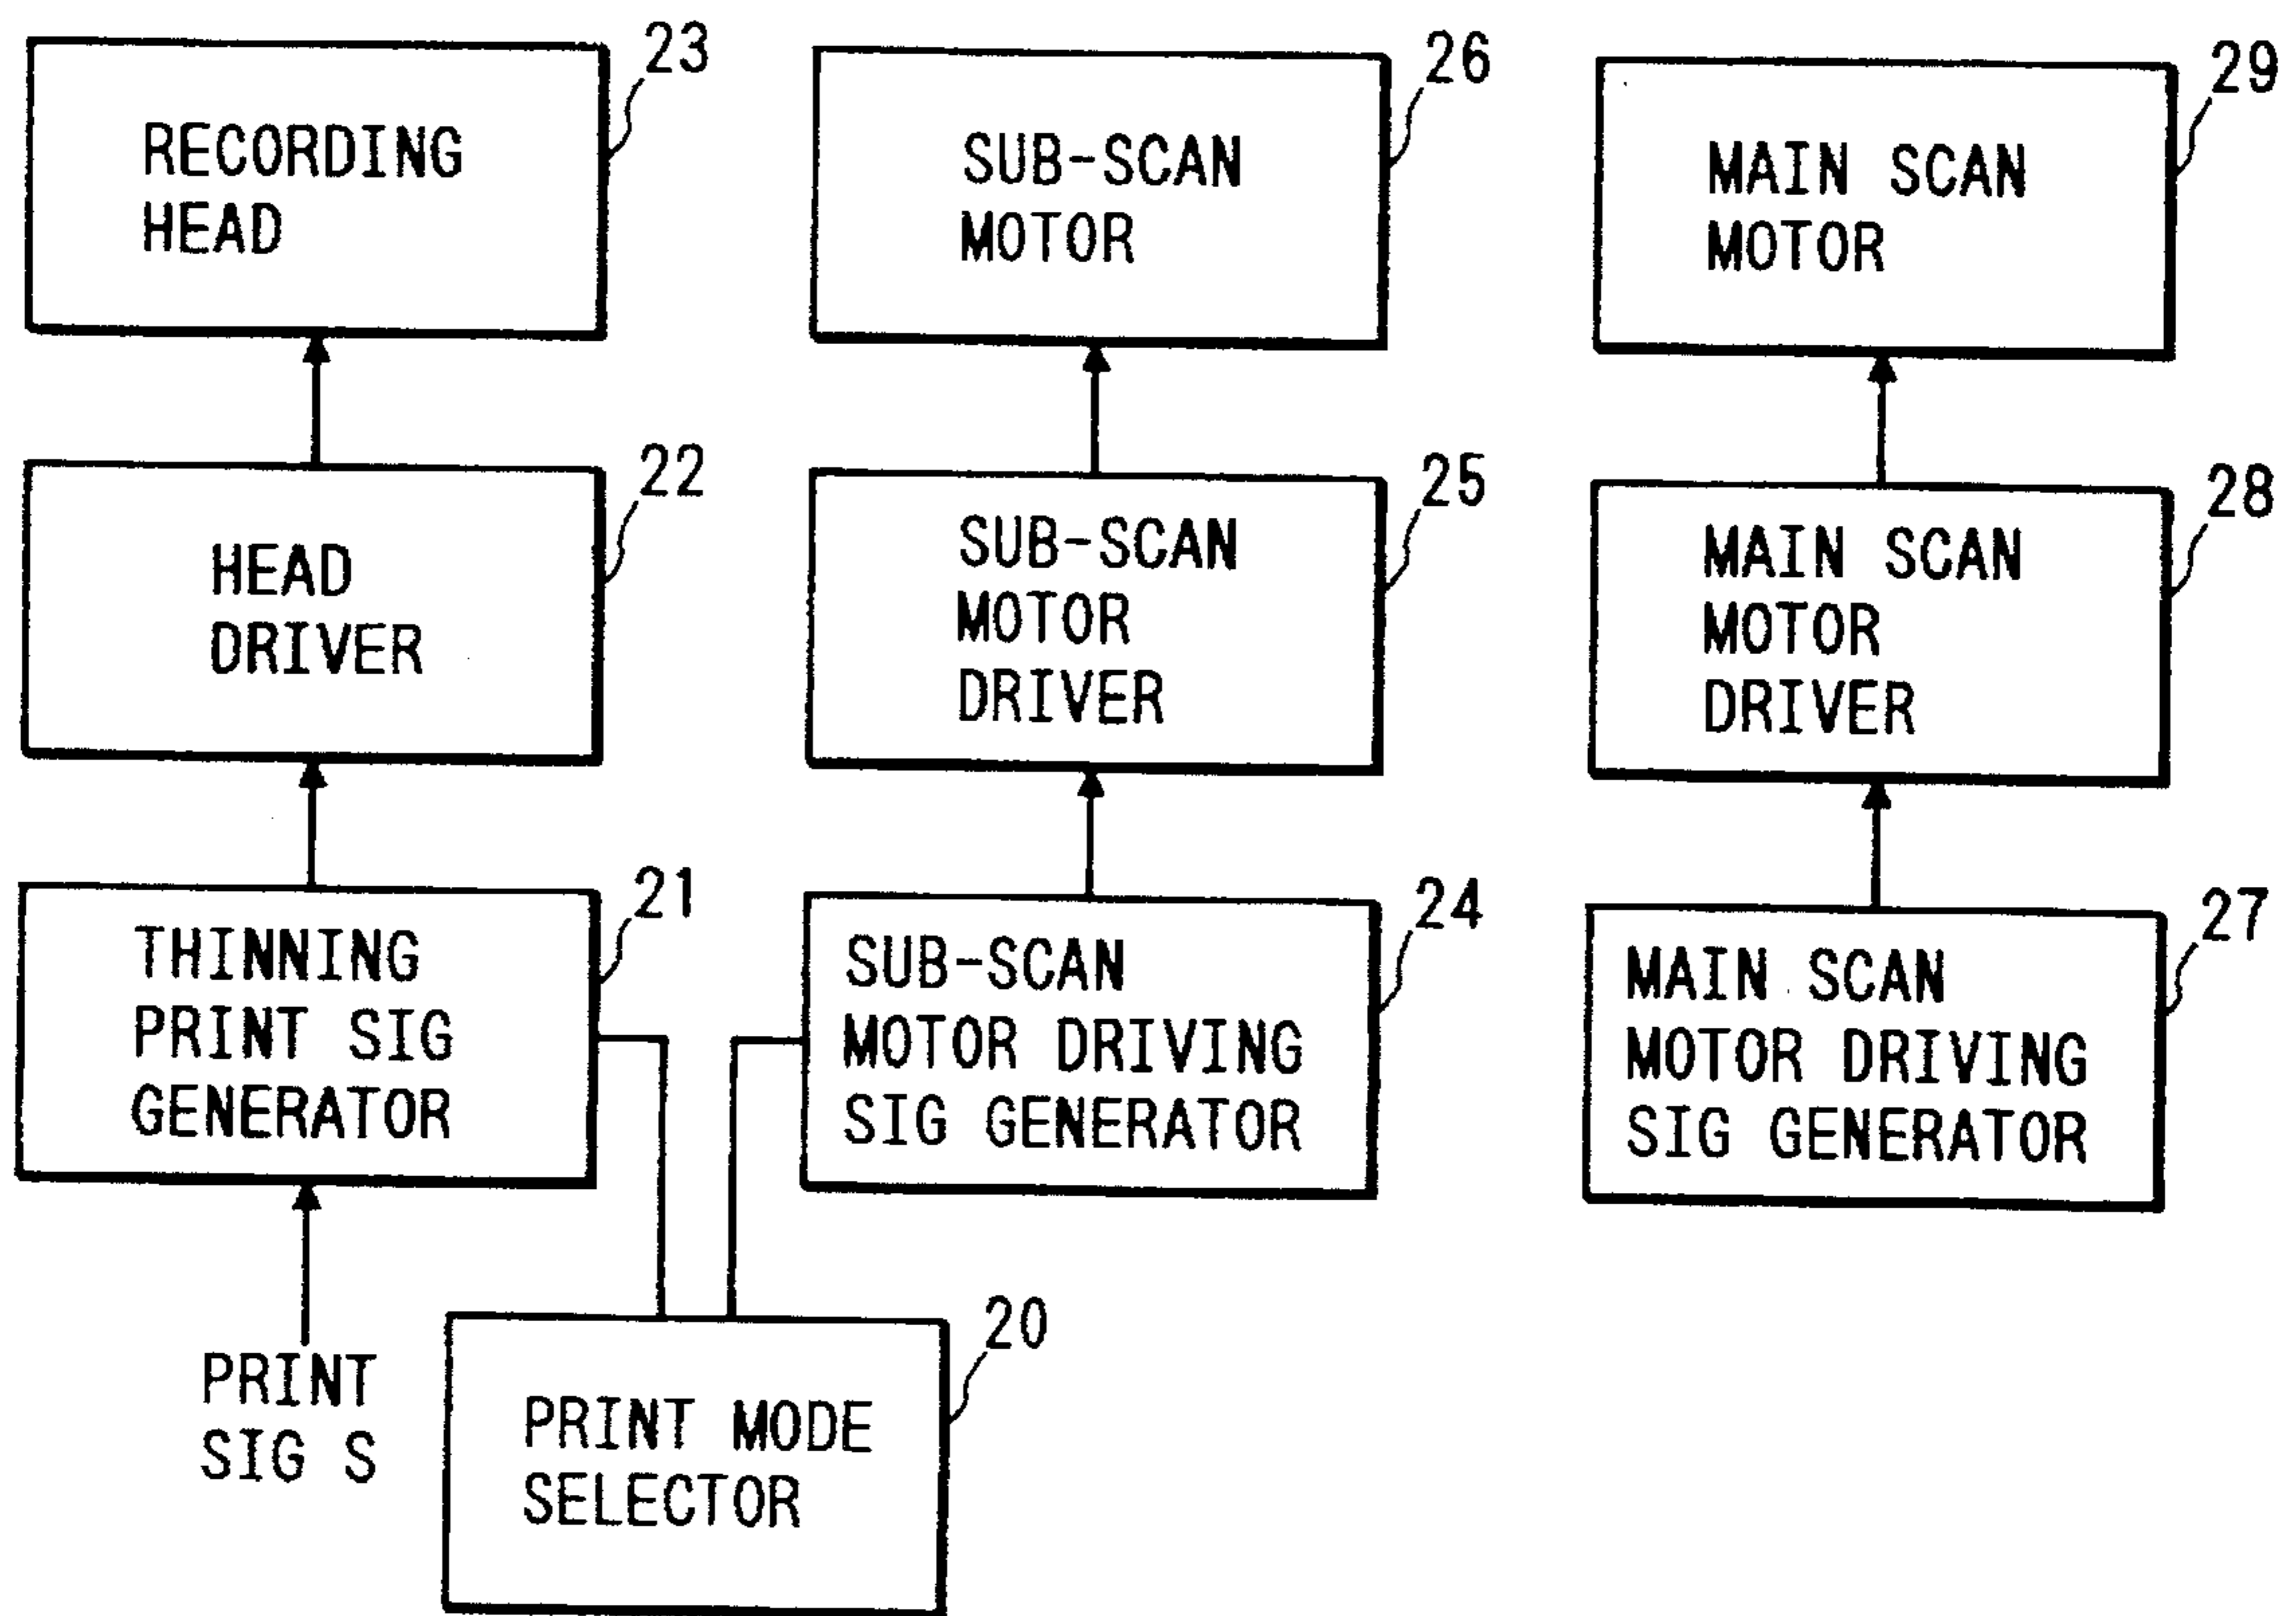 23
RECORDING
HEAD
26
SUB-SCAN
MOTOR
29
MAIN SCAN
MOTOR
22
HEAD
DRIVER
25
SUB-SCAN
MOTOR
DRIVER
28
MAIN SCAN
MOTOR
DRIVER
21
THINNING
PRINT SIG
GENERATOR
24
SUB-SCAN
MOTOR DRIVING
SIG GENERATOR
27
MAIN SCAN
MOTOR DRIVING
SIG GENERATOR
PRINT
SIG S
20
PRINT MODE
SELECTOR